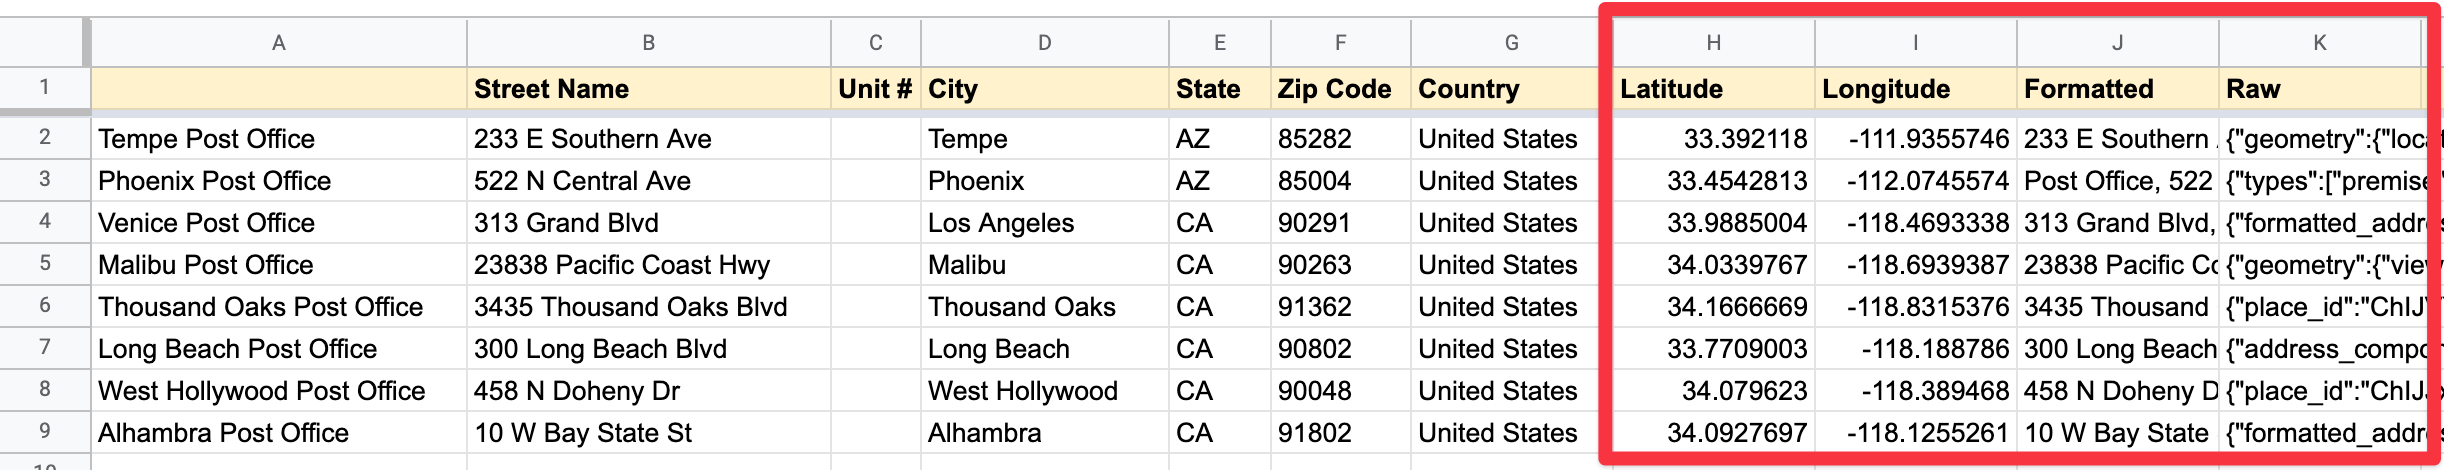 A B C D E F G H I J K
1 Street Name Unit # City State Zip Code Country Latitude Longitude Formatted Raw
2 Tempe Post Office 233 E Southern Ave Tempe AZ 85282 United States 33.392118 -111.9355746 233 E Southern {"geometry":{"loca
3 Phoenix Post Office 522 N Central Ave Phoenix AZ 85004 United States 33.4542813 -112.0745574 Post Office, 522 {"types":["premise"
4 Venice Post Office 313 Grand Blvd Los Angeles CA 90291 United States 33.9885004 -118.4693338 313 Grand Blvd, {"formatted_addre
5 Malibu Post Office 23838 Pacific Coast Hwy Malibu CA 90263 United States 34.0339767 -118.6939387 23838 Pacific Co {"geometry":{"view
6 Thousand Oaks Post Office 3435 Thousand Oaks Blvd Thousand Oaks CA 91362 United States 34.1666669 -118.8315376 3435 Thousand {"place_id":"ChIJ
7 Long Beach Post Office 300 Long Beach Blvd Long Beach CA 90802 United States 33.7709003 -118.188786 300 Long Beach {"address_compo
8 West Hollywood Post Office 458 N Doheny Dr West Hollywood CA 90048 United States 34.079623 -118.389468 458 N Doheny D {"place_id":"ChIJ
9 Alhambra Post Office 10 W Bay State St Alhambra CA 91802 United States 34.0927697 -118.1255261 10 W Bay State {"formatted_addre